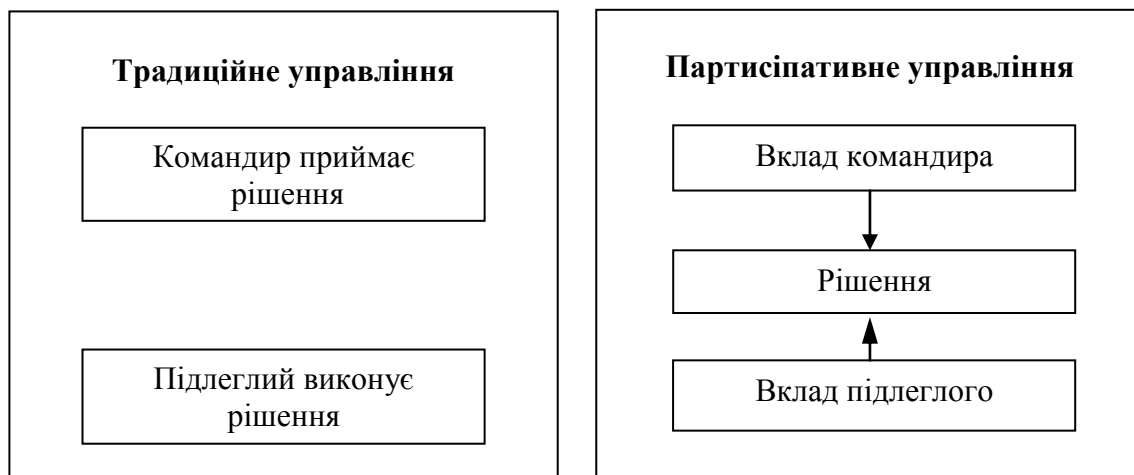 Традиційне управління
Командир приймає
рішення
Підлеглий виконує
рішення
Партисіпативне управління
Вклад командира
Рішення
Вклад підлеглого